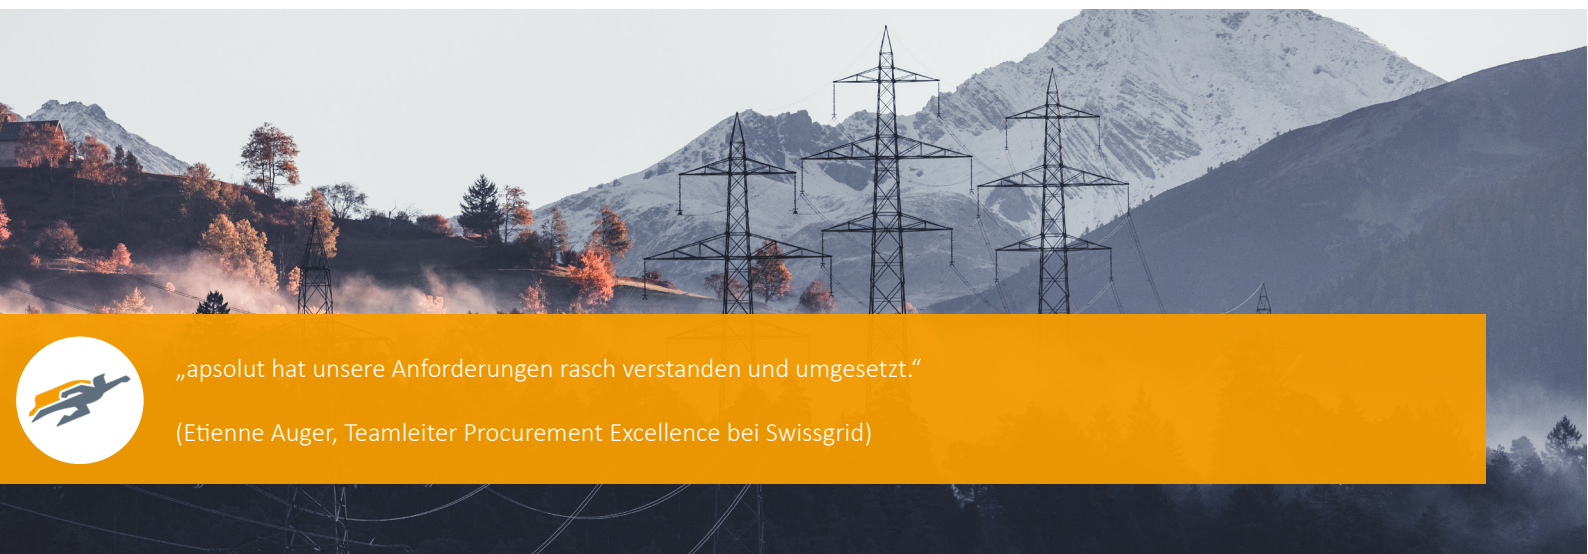 „apsolut hat unsere Anforderungen rasch verstanden und umgesetzt.“
(Etienne Auger, Teamleiter Procurement Excellence bei Swissgrid)